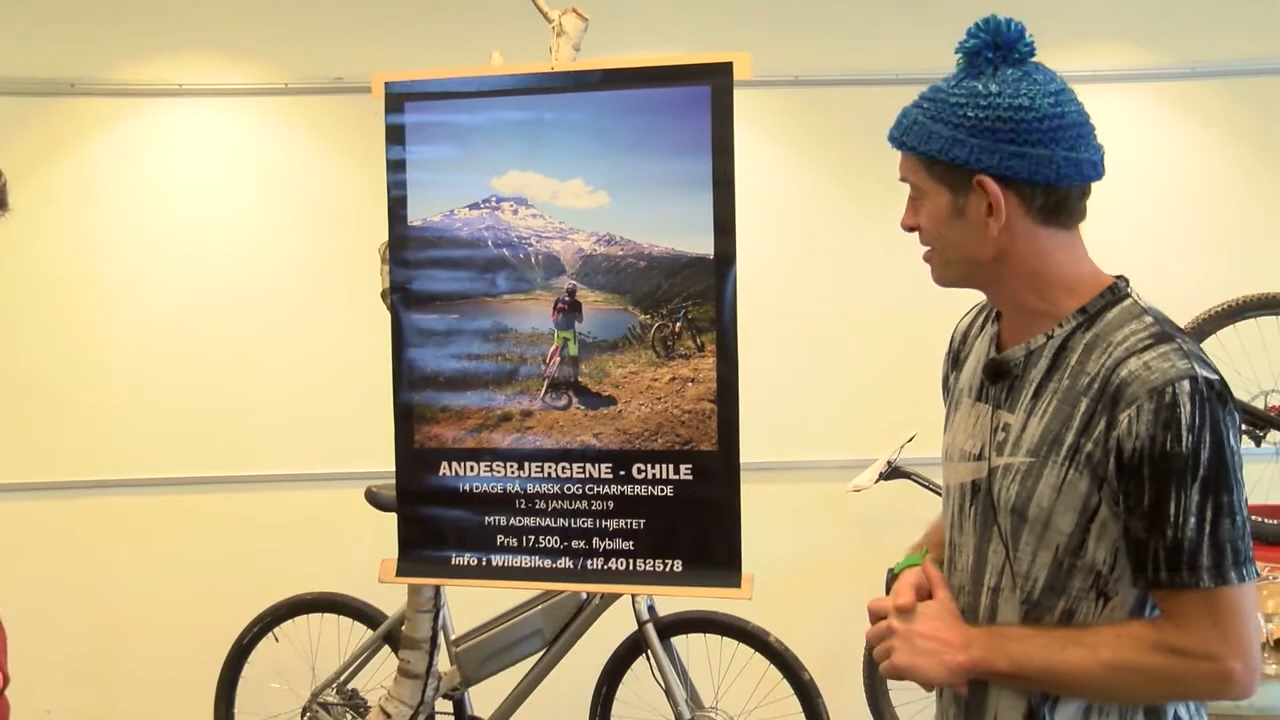 ANDESBJERGENE - CHILE
14 DAGE RÅ, BARSK OG CHARMERENDE
12 - 26 JANUAR 2019
MTB ADRENALIN LIGE I HJERTET
Pris 17.500,- ex. flybillet
info : WildBike.dk / tlf.40152578